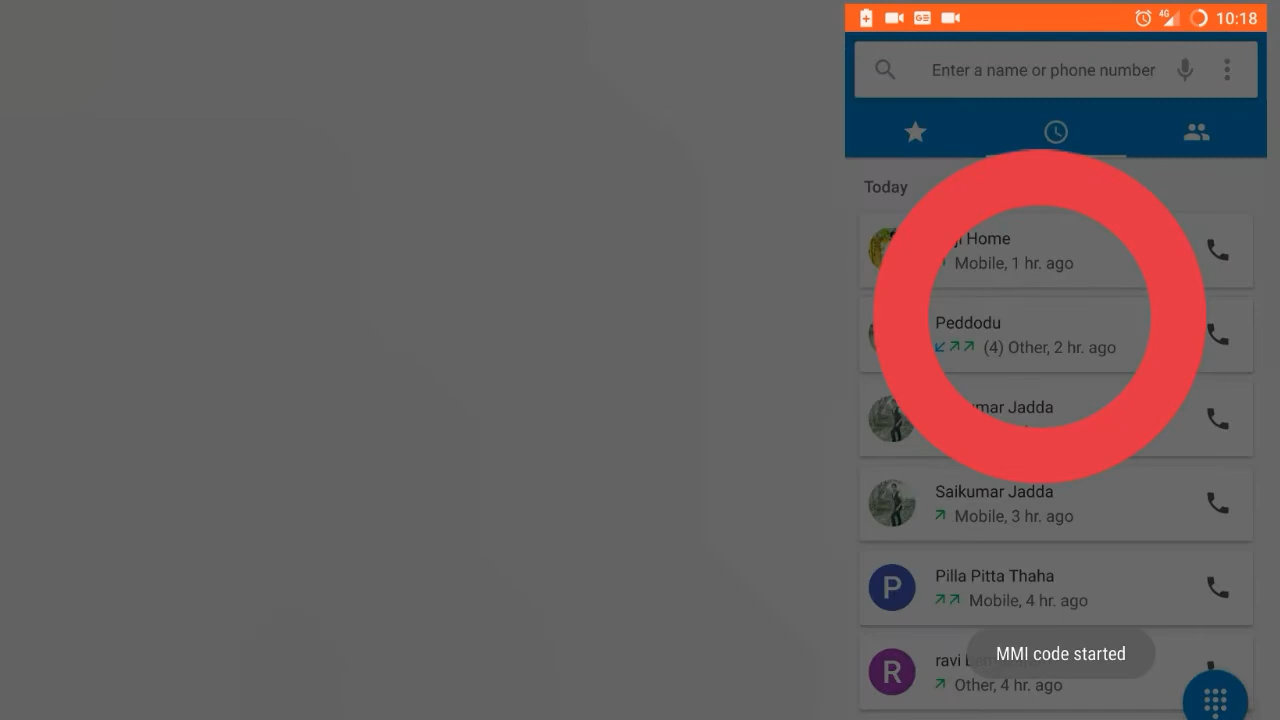 4G 10:18
Enter a name or phone number
Today
Home
Mobile, 1 hr. ago
Peddodu
(4) Other, 2 hr. ago
Jadda
Saikumar Jadda
Mobile, 3 hr. ago
P
Pilla Pitta Thaha
Mobile, 4 hr. ago
MMI code started
R
ravi
Other, 4 hr. ago